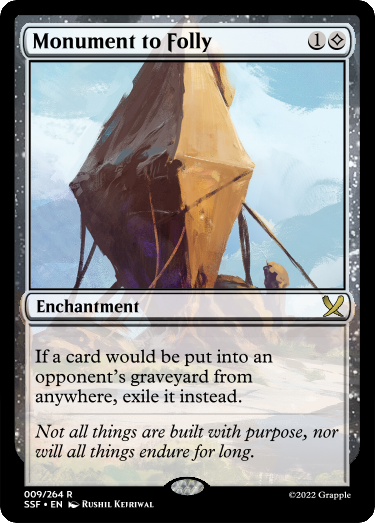 Monument to Folly 1
Enchantment
If a card would be put into an
opponent's graveyard from
anywhere, exile it instead.
Not all things are built with purpose, nor
will all things endure for long.
009/264 R
SSF • EN Rushil Kejriwal
©2022 Grapple